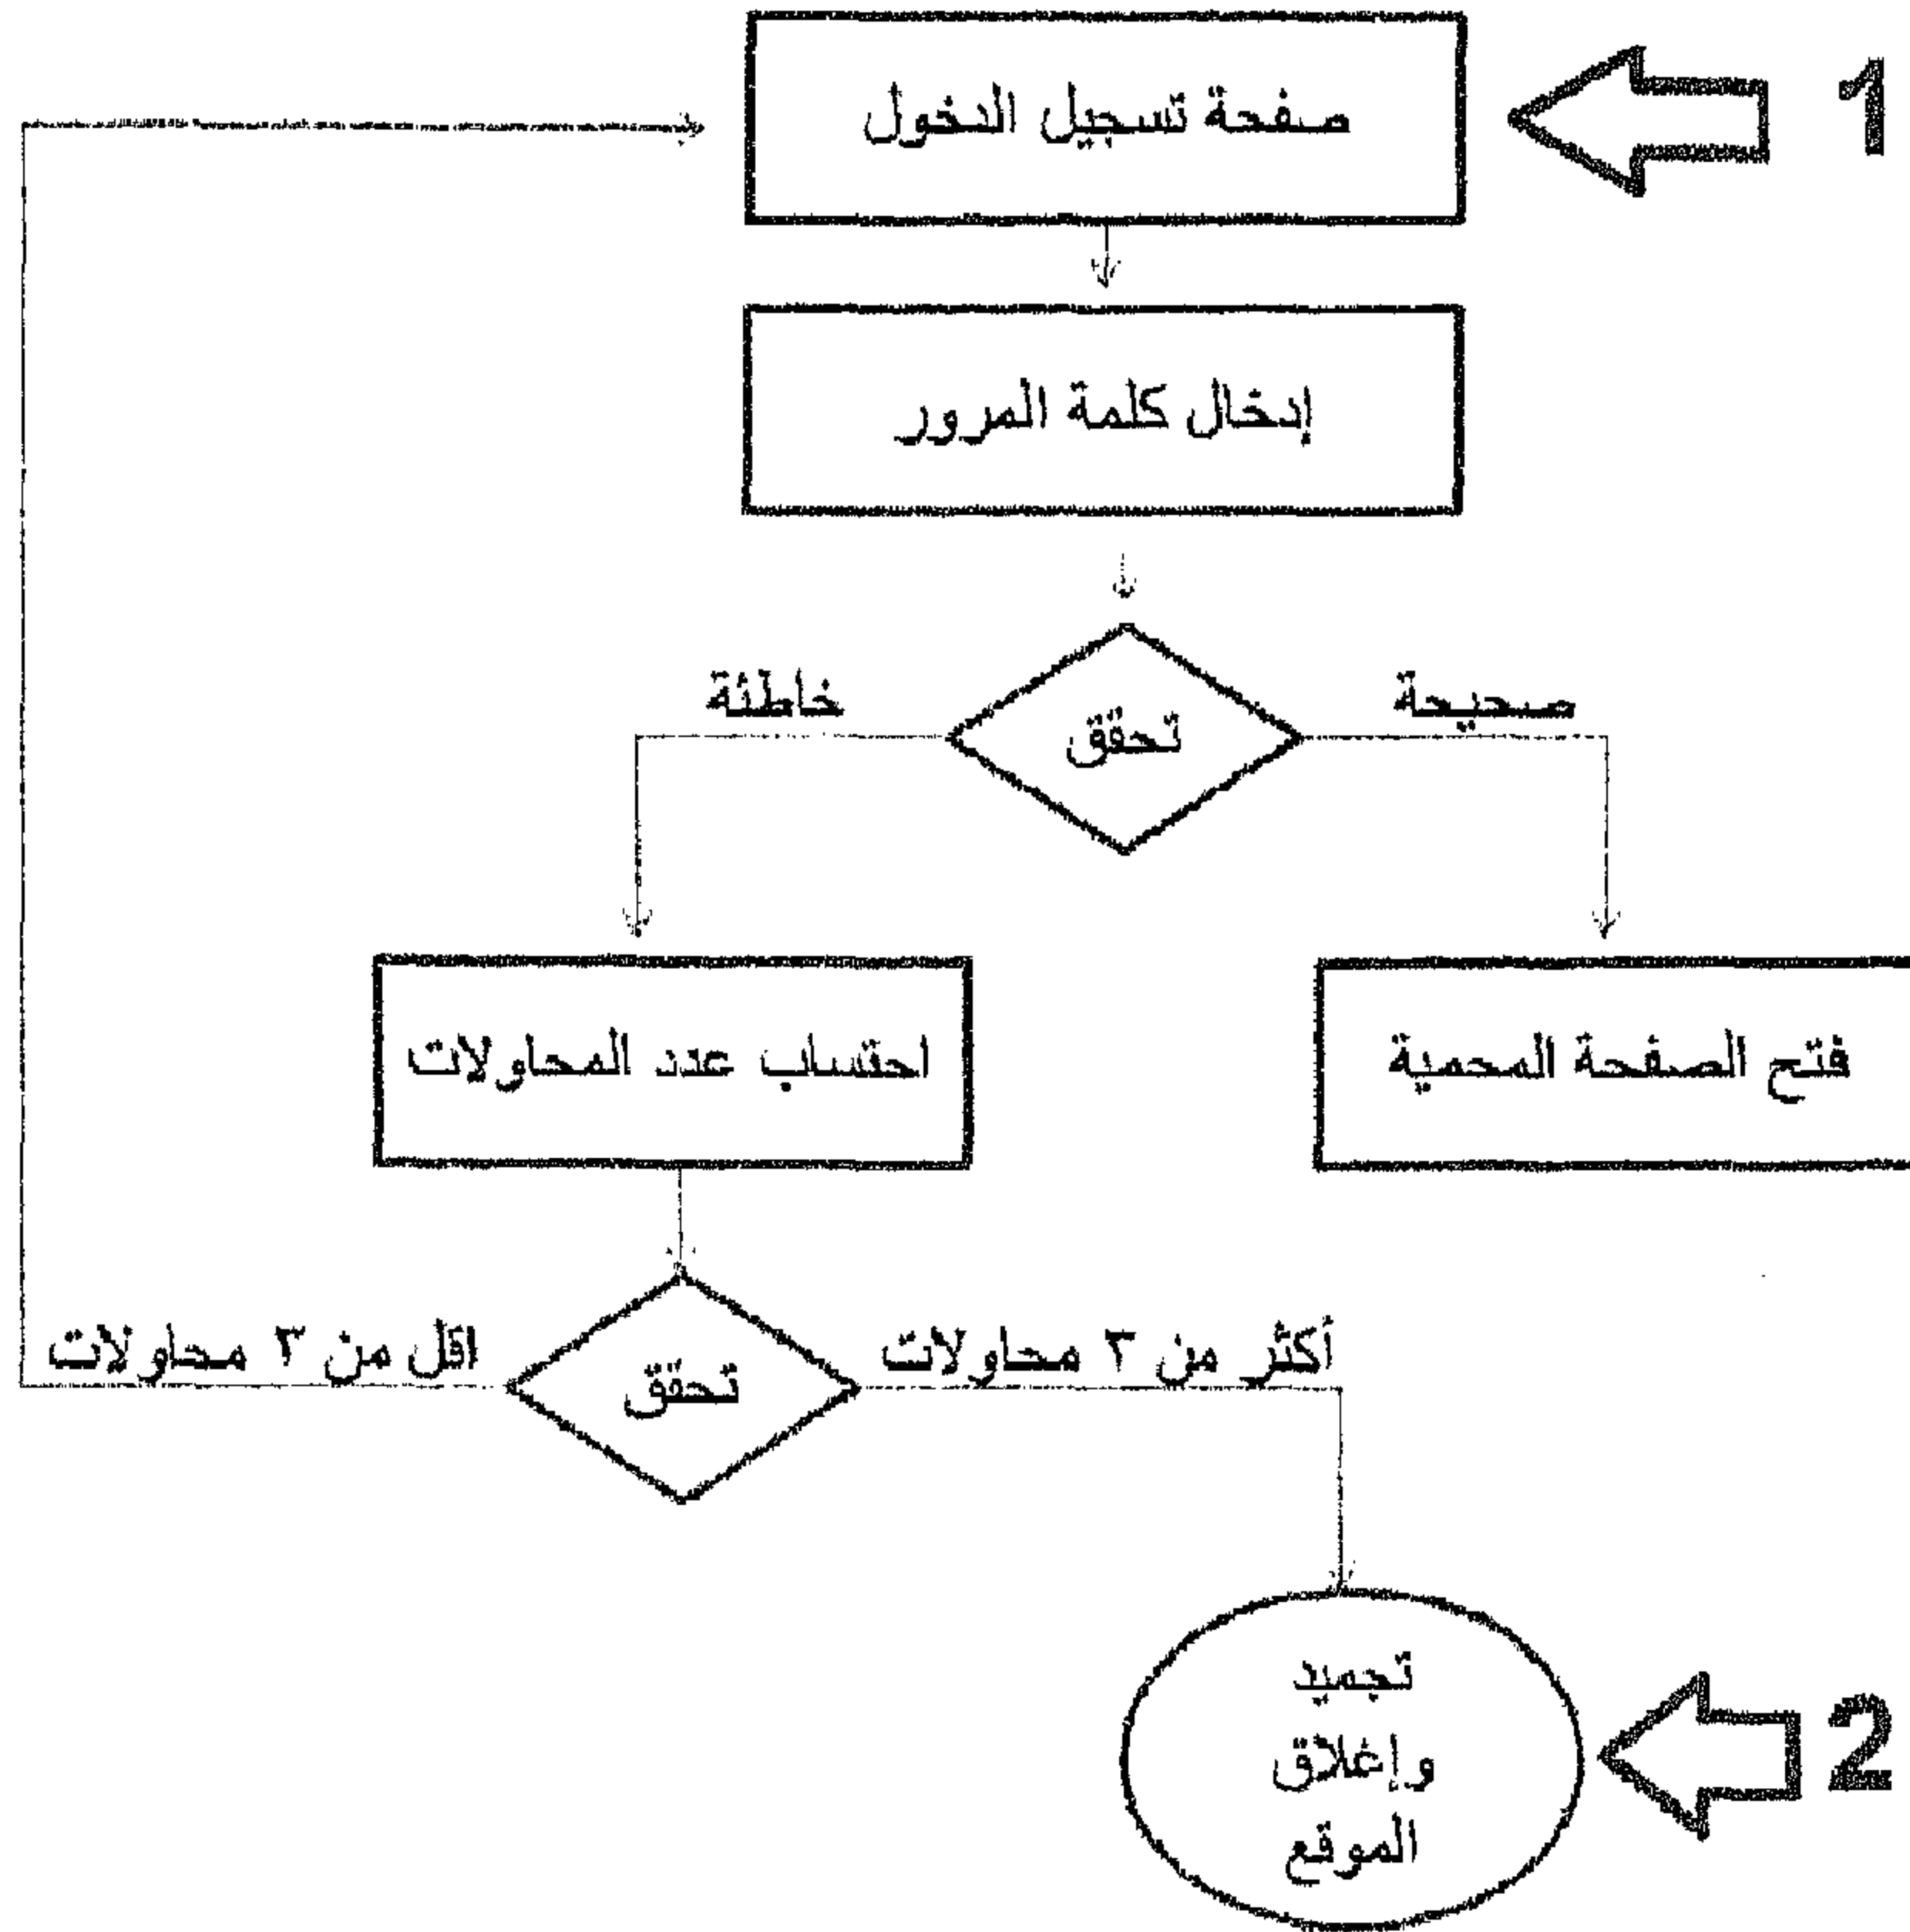 صفحة تسجيل الدخول
1
إدخال كلمة المرور
صحيحة
خاطئة
تحقق
فتح الصفحة المحمية
احتساب عدد المحاولات
أكثر من ٣ محاولات
اقل من ٣ محاولات
تحقق
تجميد
وإغلاق
الموقع
2